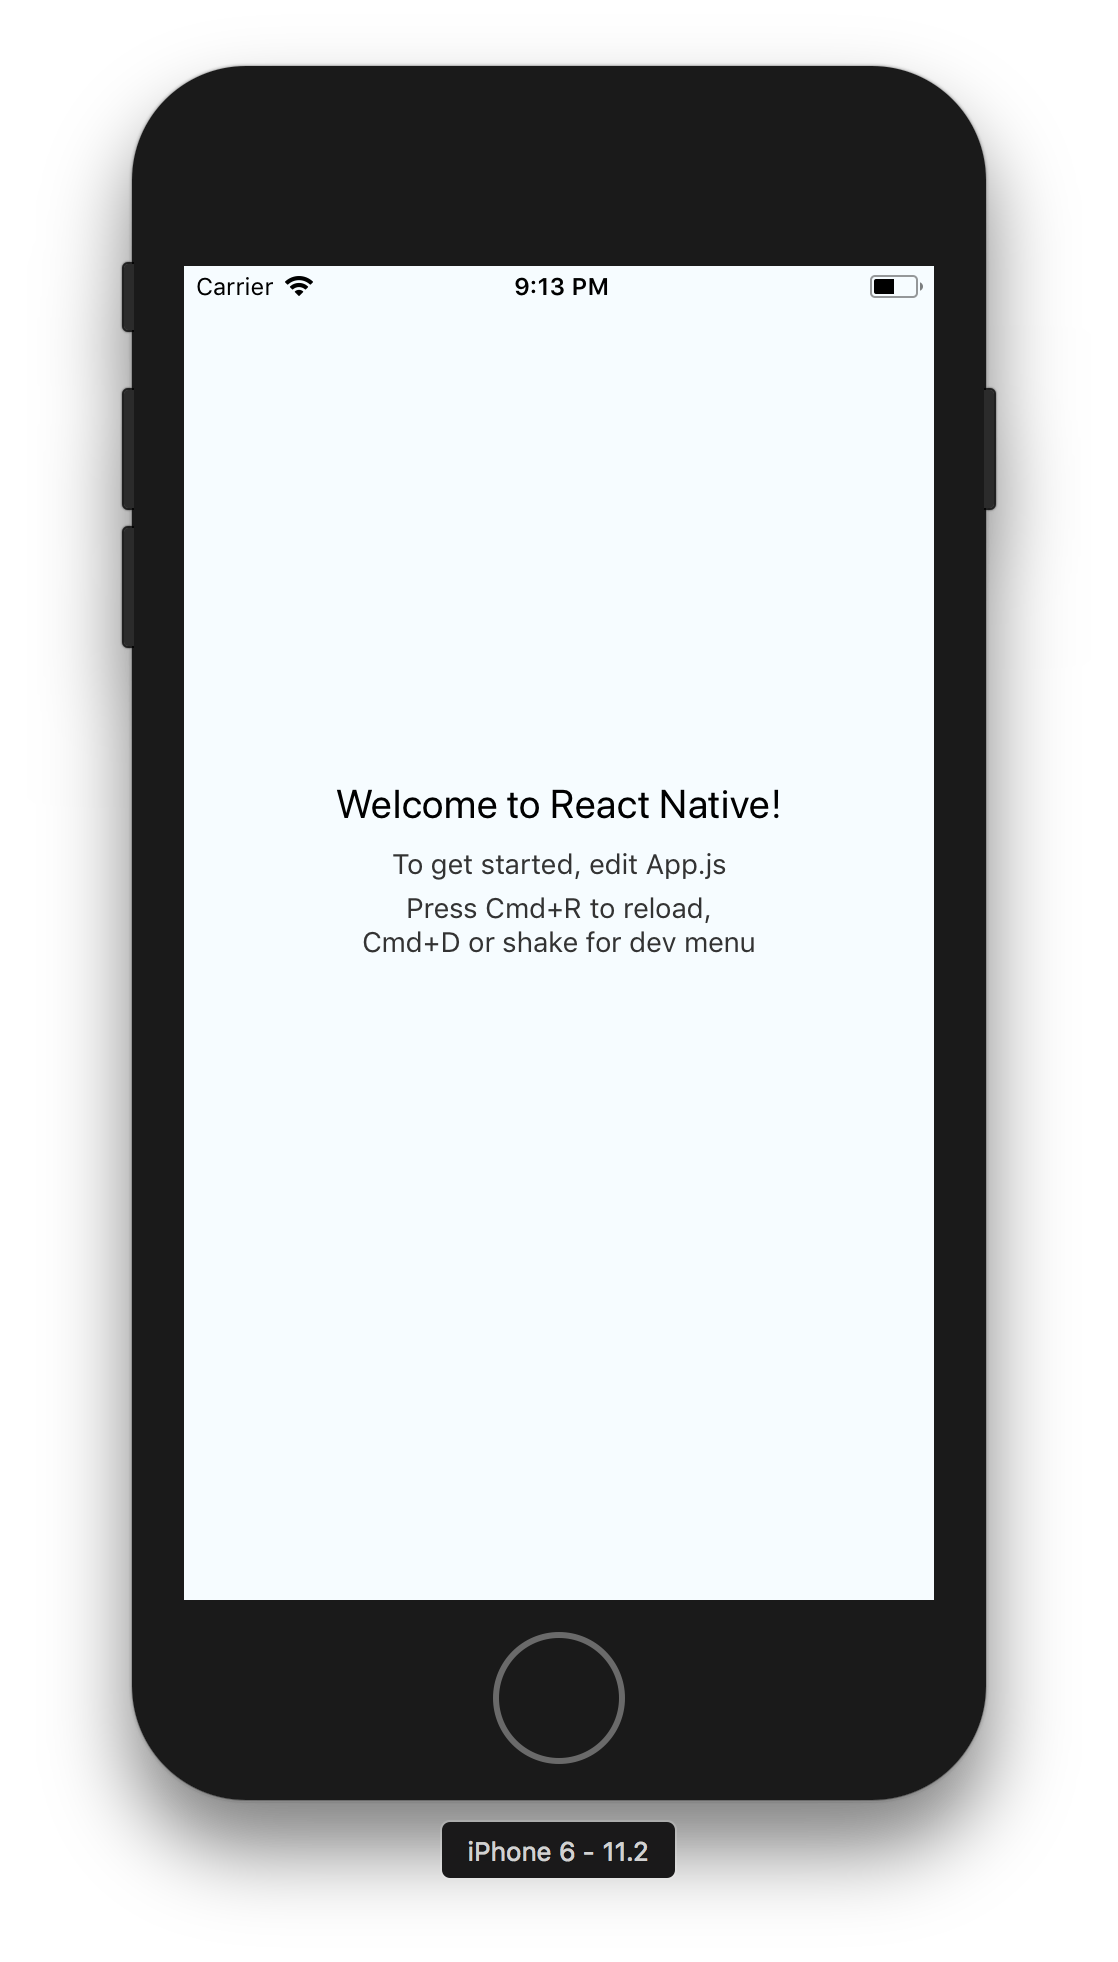 Carrier 9:13 PM
Welcome to React Native!
To get started, edit App.js
Press Cmd+R to reload,
Cmd+D or shake for dev menu
iPhone 6 - 11.2